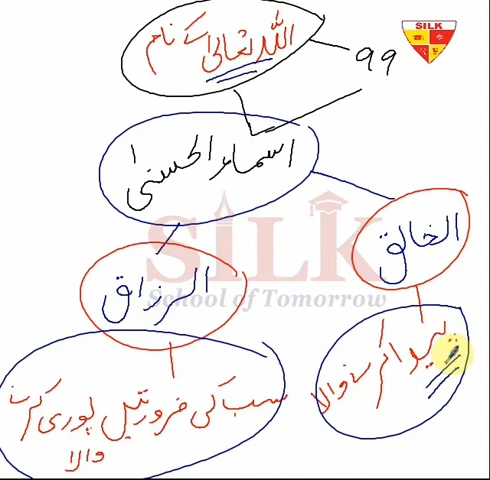 SILK
اللہ تعالیٰ کے نام
99
اسماء الحسنیٰ
الخالق
SILK
الرزاق
School of Tomorrow
پیدا کرنے والا
سب کی ضرورتیں پوری کرنے
والا